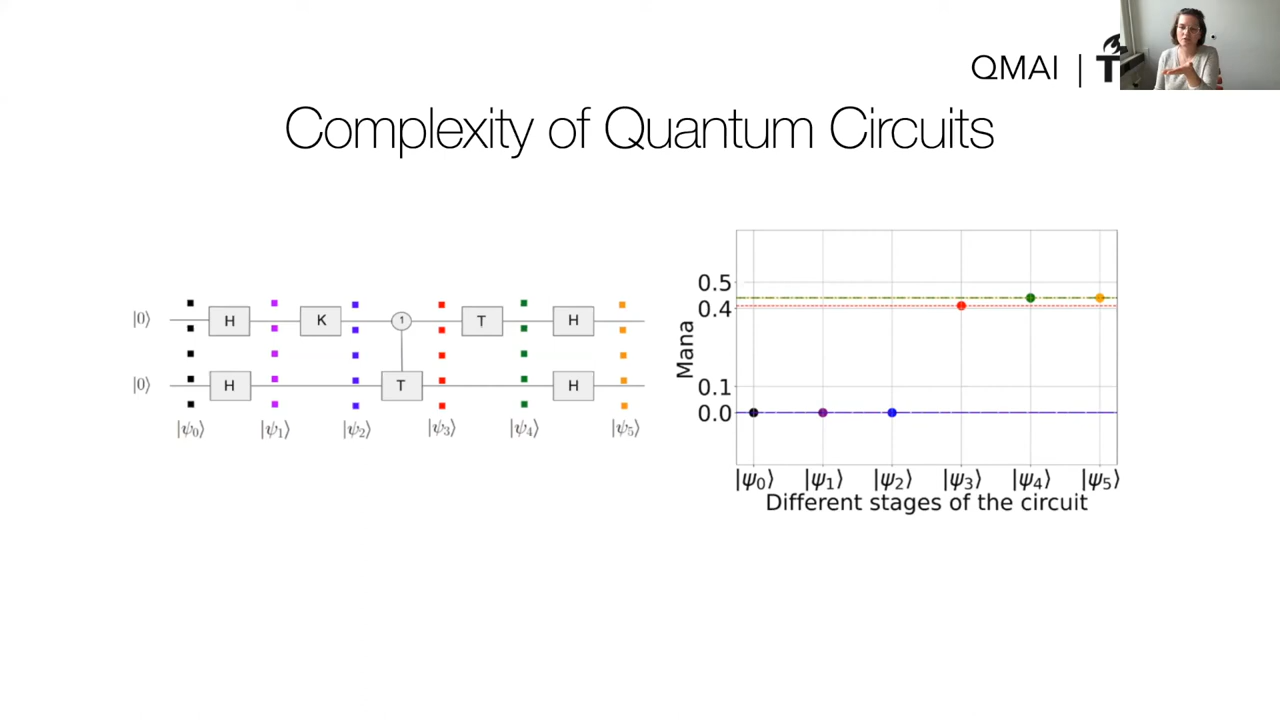 QMAI | T
Complexity of Quantum Circuits
|0⟩ H K 1 T H
|0⟩ H T H
|ψ₀⟩ |ψ₁⟩ |ψ₂⟩ |ψ₃⟩ |ψ₄⟩ |ψ₅⟩
Mana
0.5
0.4
0.1
0.0
|ψ₀⟩ |ψ₁⟩ |ψ₂⟩ |ψ₃⟩ |ψ₄⟩ |ψ₅⟩
Different stages of the circuit